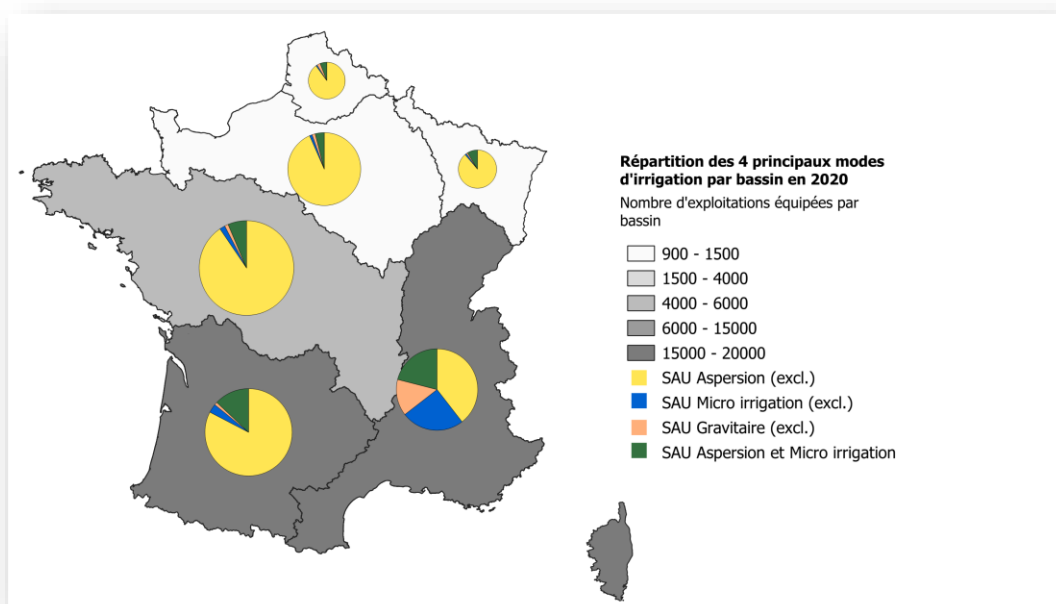 Répartition des 4 principaux modes
d'irrigation par bassin en 2020
Nombre d'exploitations équipées par
bassin
900 - 1500
1500 - 4000
4000 - 6000
6000 - 15000
15000 - 20000
SAU Aspersion (excl.)
SAU Micro irrigation (excl.)
SAU Gravitaire (excl.)
SAU Aspersion et Micro irrigation